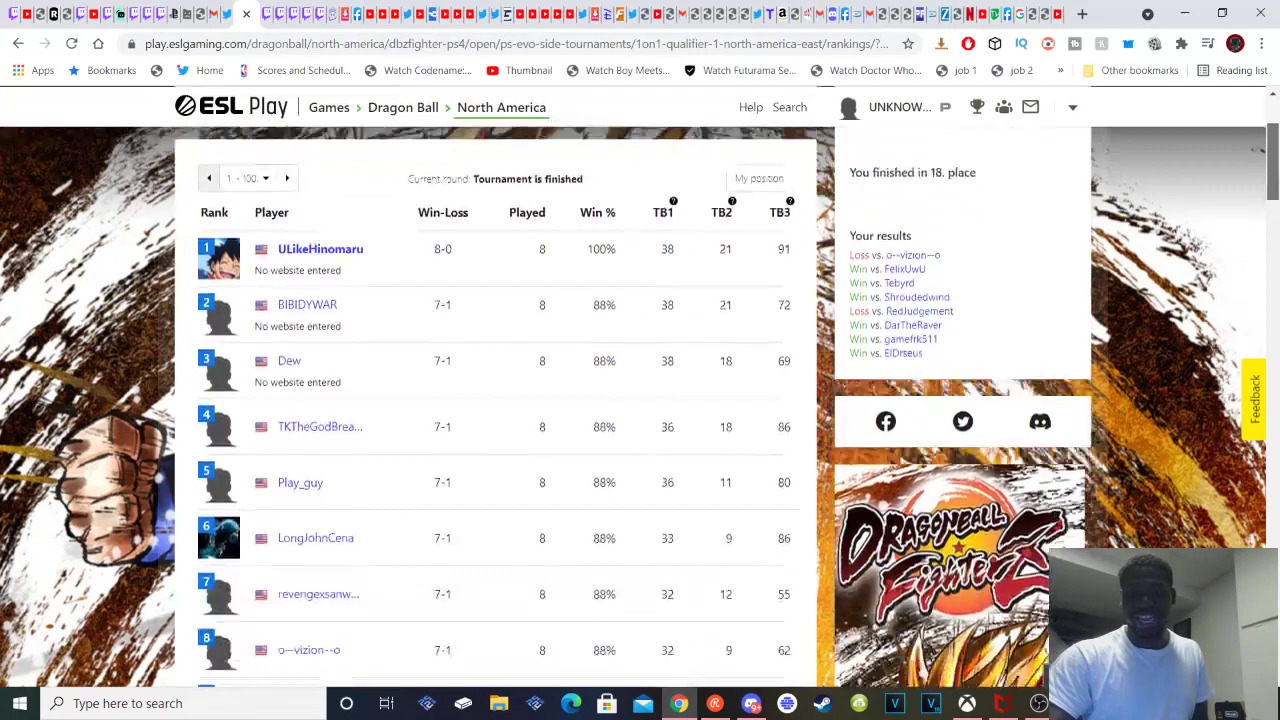 play.eslgaming.com/dragonball/north-america/dbzfigher-ps4/open/psevoaside-tournaments/1on1-qualifier-1-north-america-east/rankings/?...
Apps
Bookmarks
Home
Scores and Schedul...
Watch Codename:...
Thumbnail
Watch Boy Meets...
Watch Futurama Se...
Watch Doctor Who...
job 1
job 2
»
Other bookmarks
Reading list
ESL Play
Games > Dragon Ball > North America
Help
Search
UNKNOW...
1. - 100.
Current round: Tournament is finished
My position
Rank Player Win-Loss Played Win % TB1 TB2 TB3
1 ULikeHinomaru 8-0 8 100% 38 21 91
No website entered
2 BIBIDYWAR 7-1 8 88% 38 21 72
No website entered
3 Dew 7-1 8 88% 38 18 69
No website entered
4 TKTheGodBrea... 7-1 8 88% 36 18 86
5 Play_guy 7-1 8 88% 36 11 80
6 LongJohnCena 7-1 8 88% 33 9 86
7 revengexsanw... 7-1 8 88% 32 12 35
8 o--vizion--o 7-1 8 88% 32 9 62
You finished in 18. place
Your results
Loss vs. o--vizion--o
Win vs. FelixUwU
Win vs. Tebyrd
Win vs. Shroudedwind
Loss vs. RedJudgement
Win vs. DarTheRaver
Win vs. gamefrk511
Win vs. ElDrseus
Feedback
DRAGONBALL
FighterZ
Type here to search